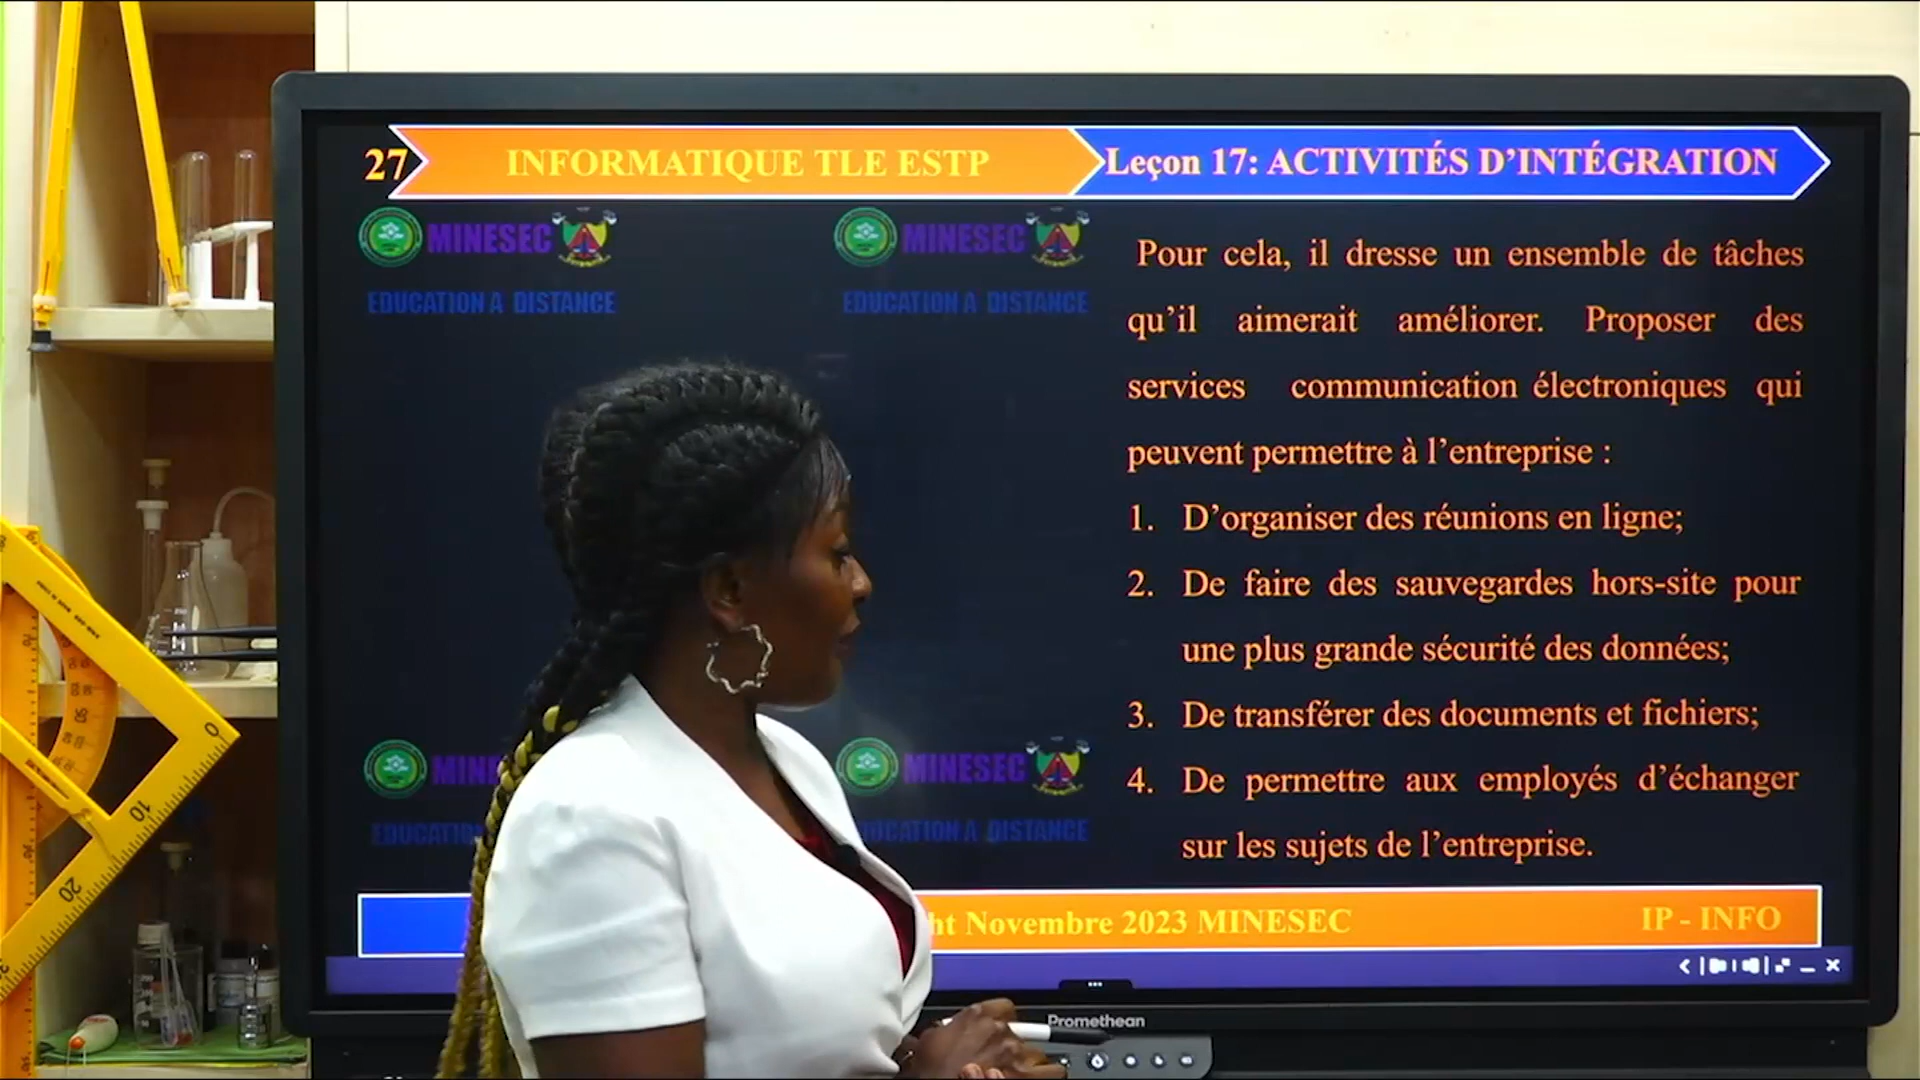 27
INFORMATIQUE TLE ESTP
Leçon 17: ACTIVITÉS D’INTÉGRATION
MINESEC
EDUCATION A DISTANCE
MINESEC
EDUCATION A DISTANCE
Pour cela, il dresse un ensemble de tâches
qu’il aimerait améliorer. Proposer des
services communication électroniques qui
peuvent permettre à l’entreprise :
1. D’organiser des réunions en ligne;
2. De faire des sauvegardes hors-site pour
une plus grande sécurité des données;
3. De transférer des documents et fichiers;
4. De permettre aux employés d’échanger
sur les sujets de l’entreprise.
MINESEC
A DISTANCE
Novembre 2023 MINESEC
IP - INFO
Promethean
0
10
20